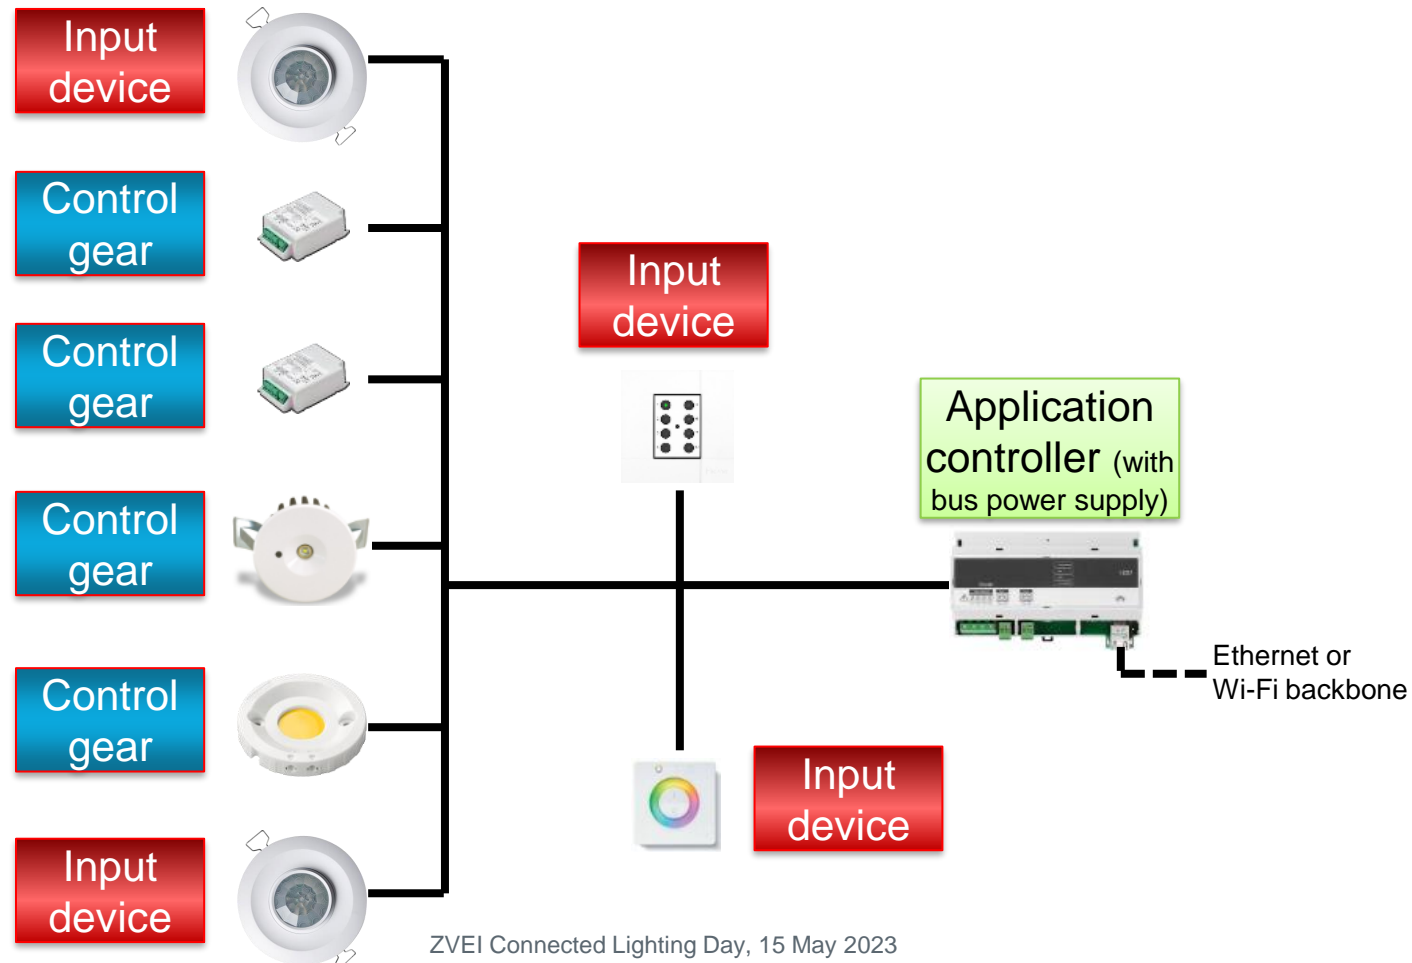 Input
device
Control
gear
Control
gear
Control
gear
Control
gear
Input
device
Input
device
Input
device
Application
controller (with
bus power supply)
Ethernet or
Wi-Fi backbone
ZVEI Connected Lighting Day, 15 May 2023